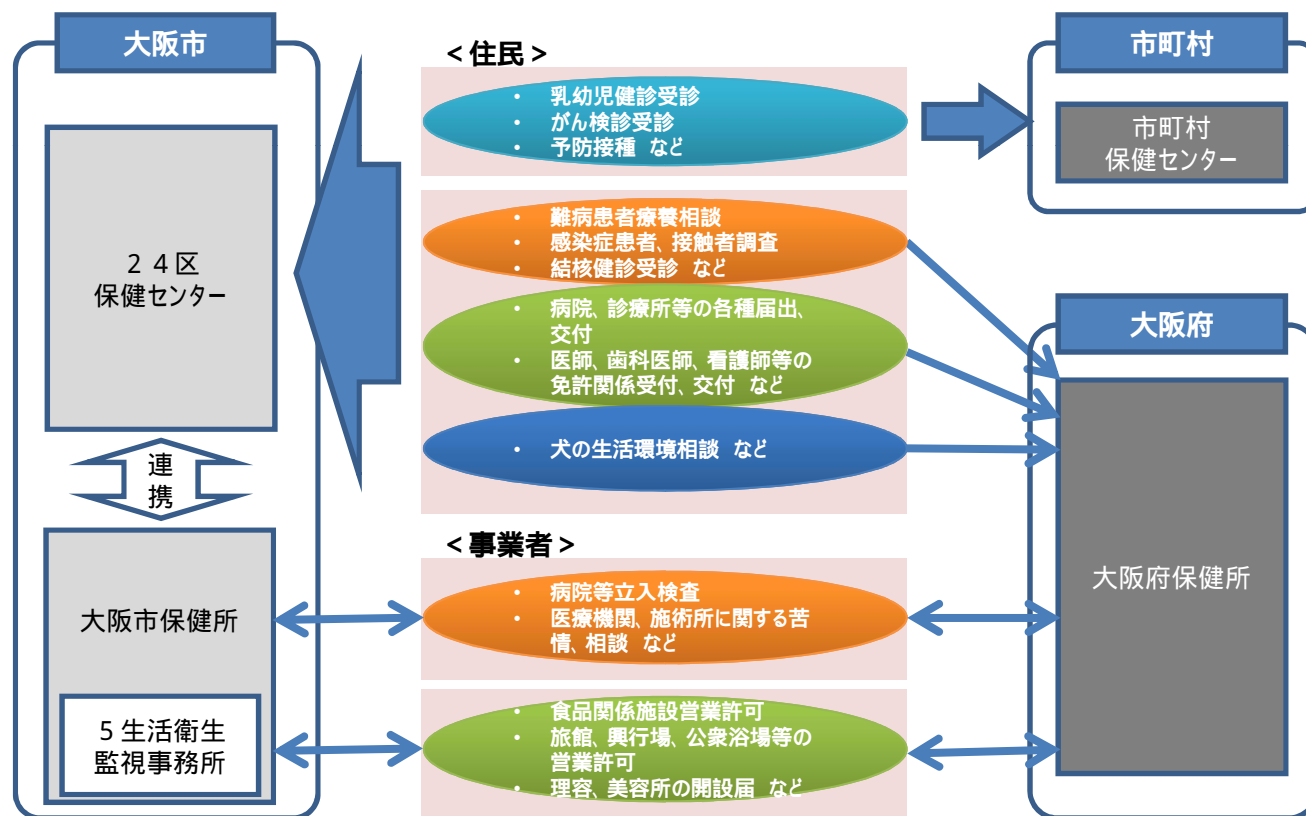 大阪市
２４区
保健センター
連
携
大阪市保健所
５生活衛生
監視事務所
＜住民＞
・ 乳幼児健診受診
・ がん検診受診
・ 予防接種 など
・ 難病患者療養相談
・ 感染症患者、接触者調査
・ 結核健診受診 など
・ 病院、診療所等の各種届出、
交付
・ 医師、歯科医師、看護師等の
免許関係受付、交付 など
・ 犬の生活環境相談 など
＜事業者＞
・ 病院等立入検査
・ 医療機関、施術所に関する苦
情、相談 など
・ 食品関係施設営業許可
・ 旅館、興行場、公衆浴場等の
営業許可
・ 理容、美容所の開設届 など
市町村
市町村
保健センター
大阪府
大阪府保健所